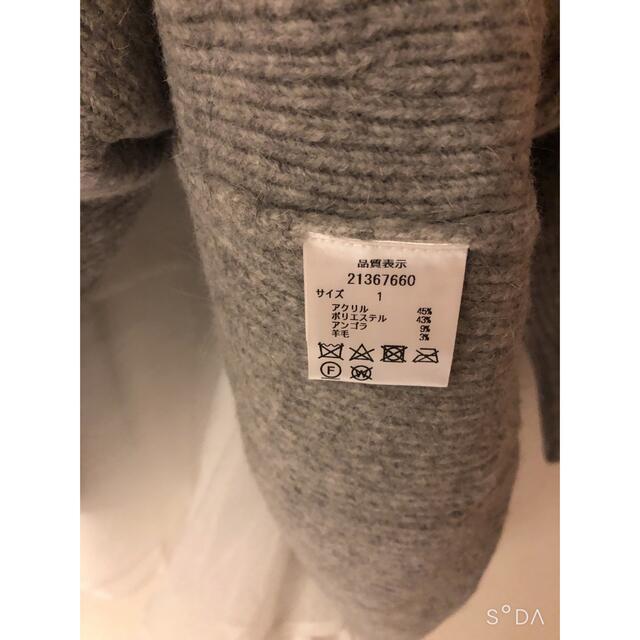 品質表示
21367660
サイズ 1
アクリル 45%
ポリエステル 43%
アンゴラ 9%
羊毛 3%
F W
S°DA